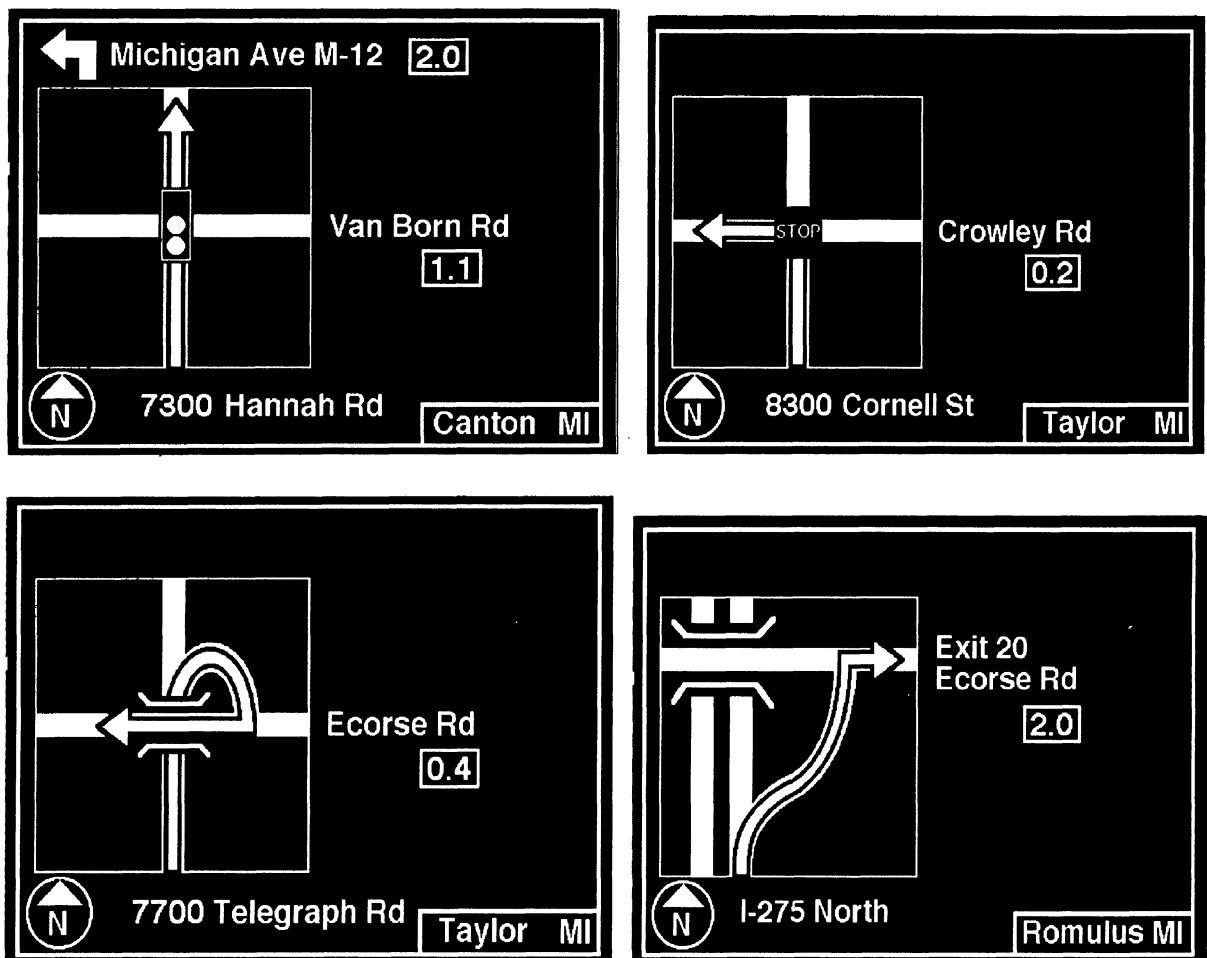 Michigan Ave M-12 2.0
Van Born Rd
1.1
N
7300 Hannah Rd
Canton MI
STOP
Crowley Rd
0.2
N
8300 Cornell St
Taylor MI
Ecorse Rd
0.4
N
7700 Telegraph Rd
Taylor MI
Exit 20
Ecorse Rd
2.0
N
I-275 North
Romulus MI